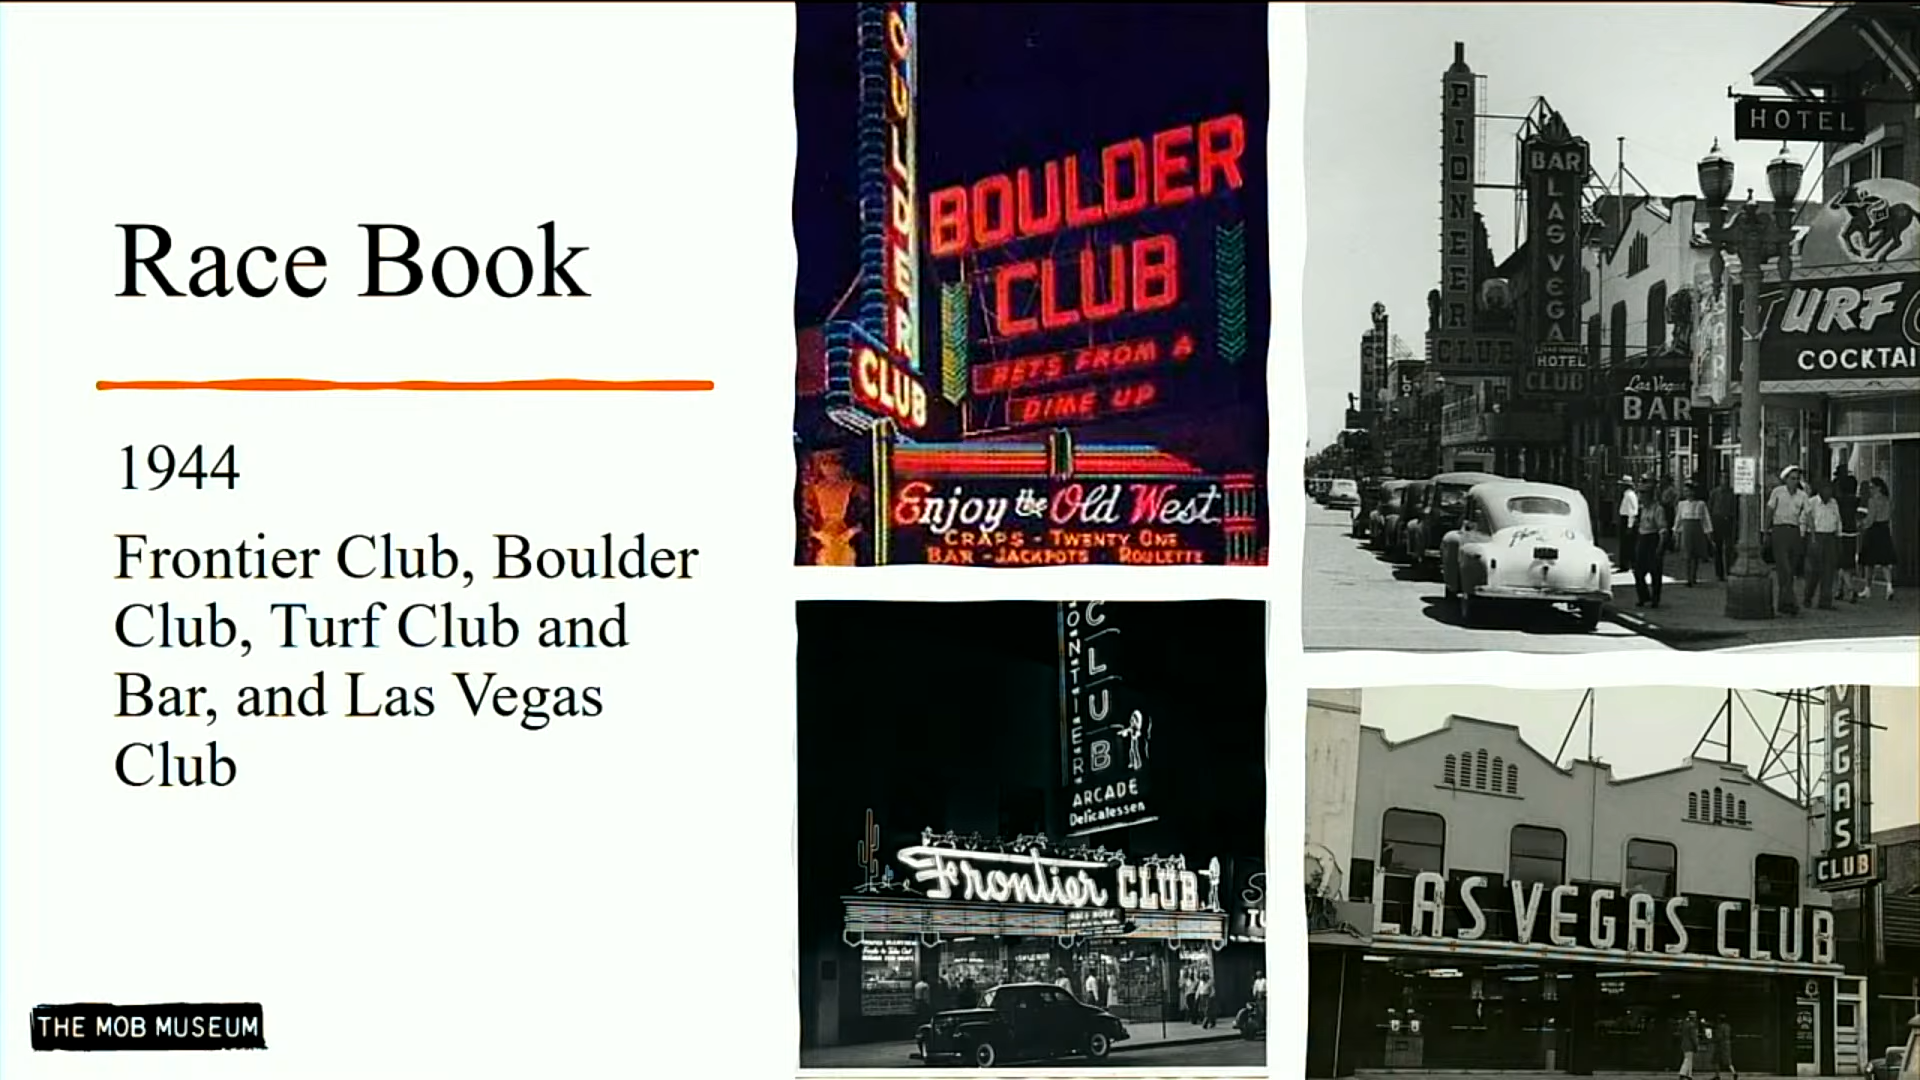 Race Book
1944
Frontier Club, Boulder
Club, Turf Club and
Bar, and Las Vegas
Club
THE MOB MUSEUM
OULDER
CLUB
BOULDER
CLUB
BETS FROM A
DIME UP
Enjoy the Old West
CRAPS - TWENTY ONE
BAR - JACKPOTS ROULETTE
PIONEER
CLUB
BAR
LAS VEGAS
HOTEL
CLUB
Las Vegas
BAR
HOTEL
TURF C
COCKTAI
BAR
ONTIER
CLUB
ARCADE
Delicatessen
Frontier CLUB
VEGAS
CLUB
LAS VEGAS CLUB